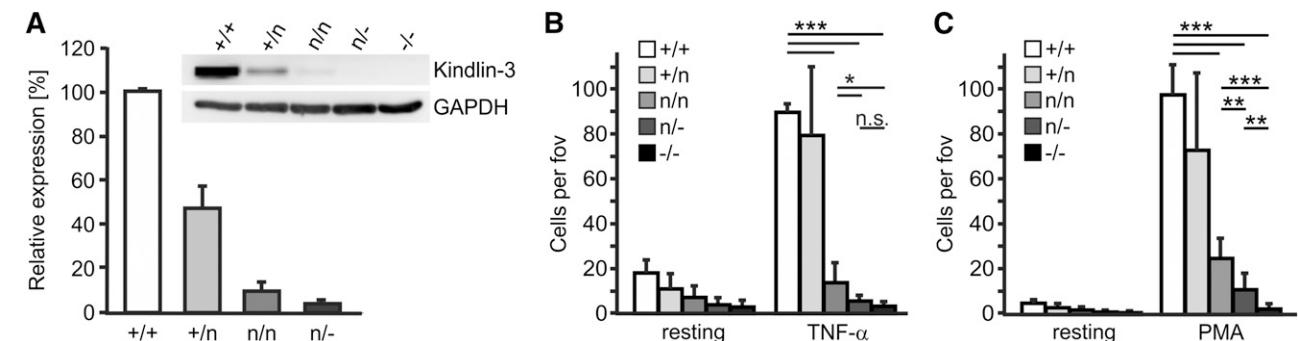 A
+/+ +/n n/n n/- -/-
Kindlin-3
GAPDH
Relative expression [%]
120
100
80
60
40
20
0
+/+ +/n n/n n/-
B
+/+
+/n
n/n
n/-
-/-
***
*
n.s.
Cells per fov
100
80
60
40
20
0
resting TNF-α
C
+/+
+/n
n/n
n/-
-/-
***
***
**
**
Cells per fov
100
80
60
40
20
0
resting PMA